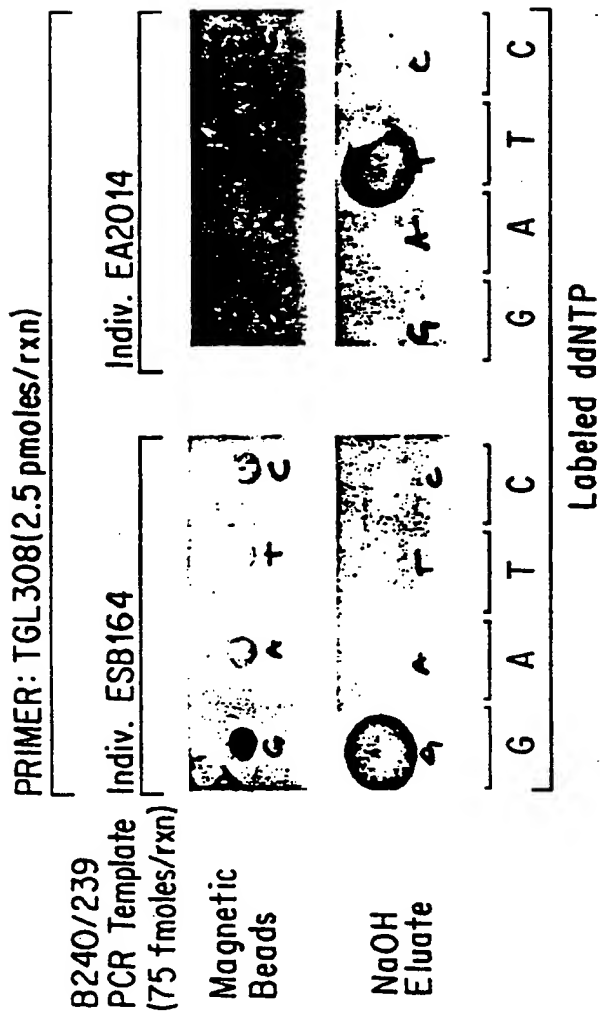 PRIMER: TGL308(2.5 pmoles/rxn)
B240/239
PCR Template
(75 fmoles/rxn)
Indiv. ESB164
Indiv. EA2014
Magnetic
Beads
G A T C
NaOH
Eluate
G A T C
G A T C
G A T C G A T C
Labeled ddNTP